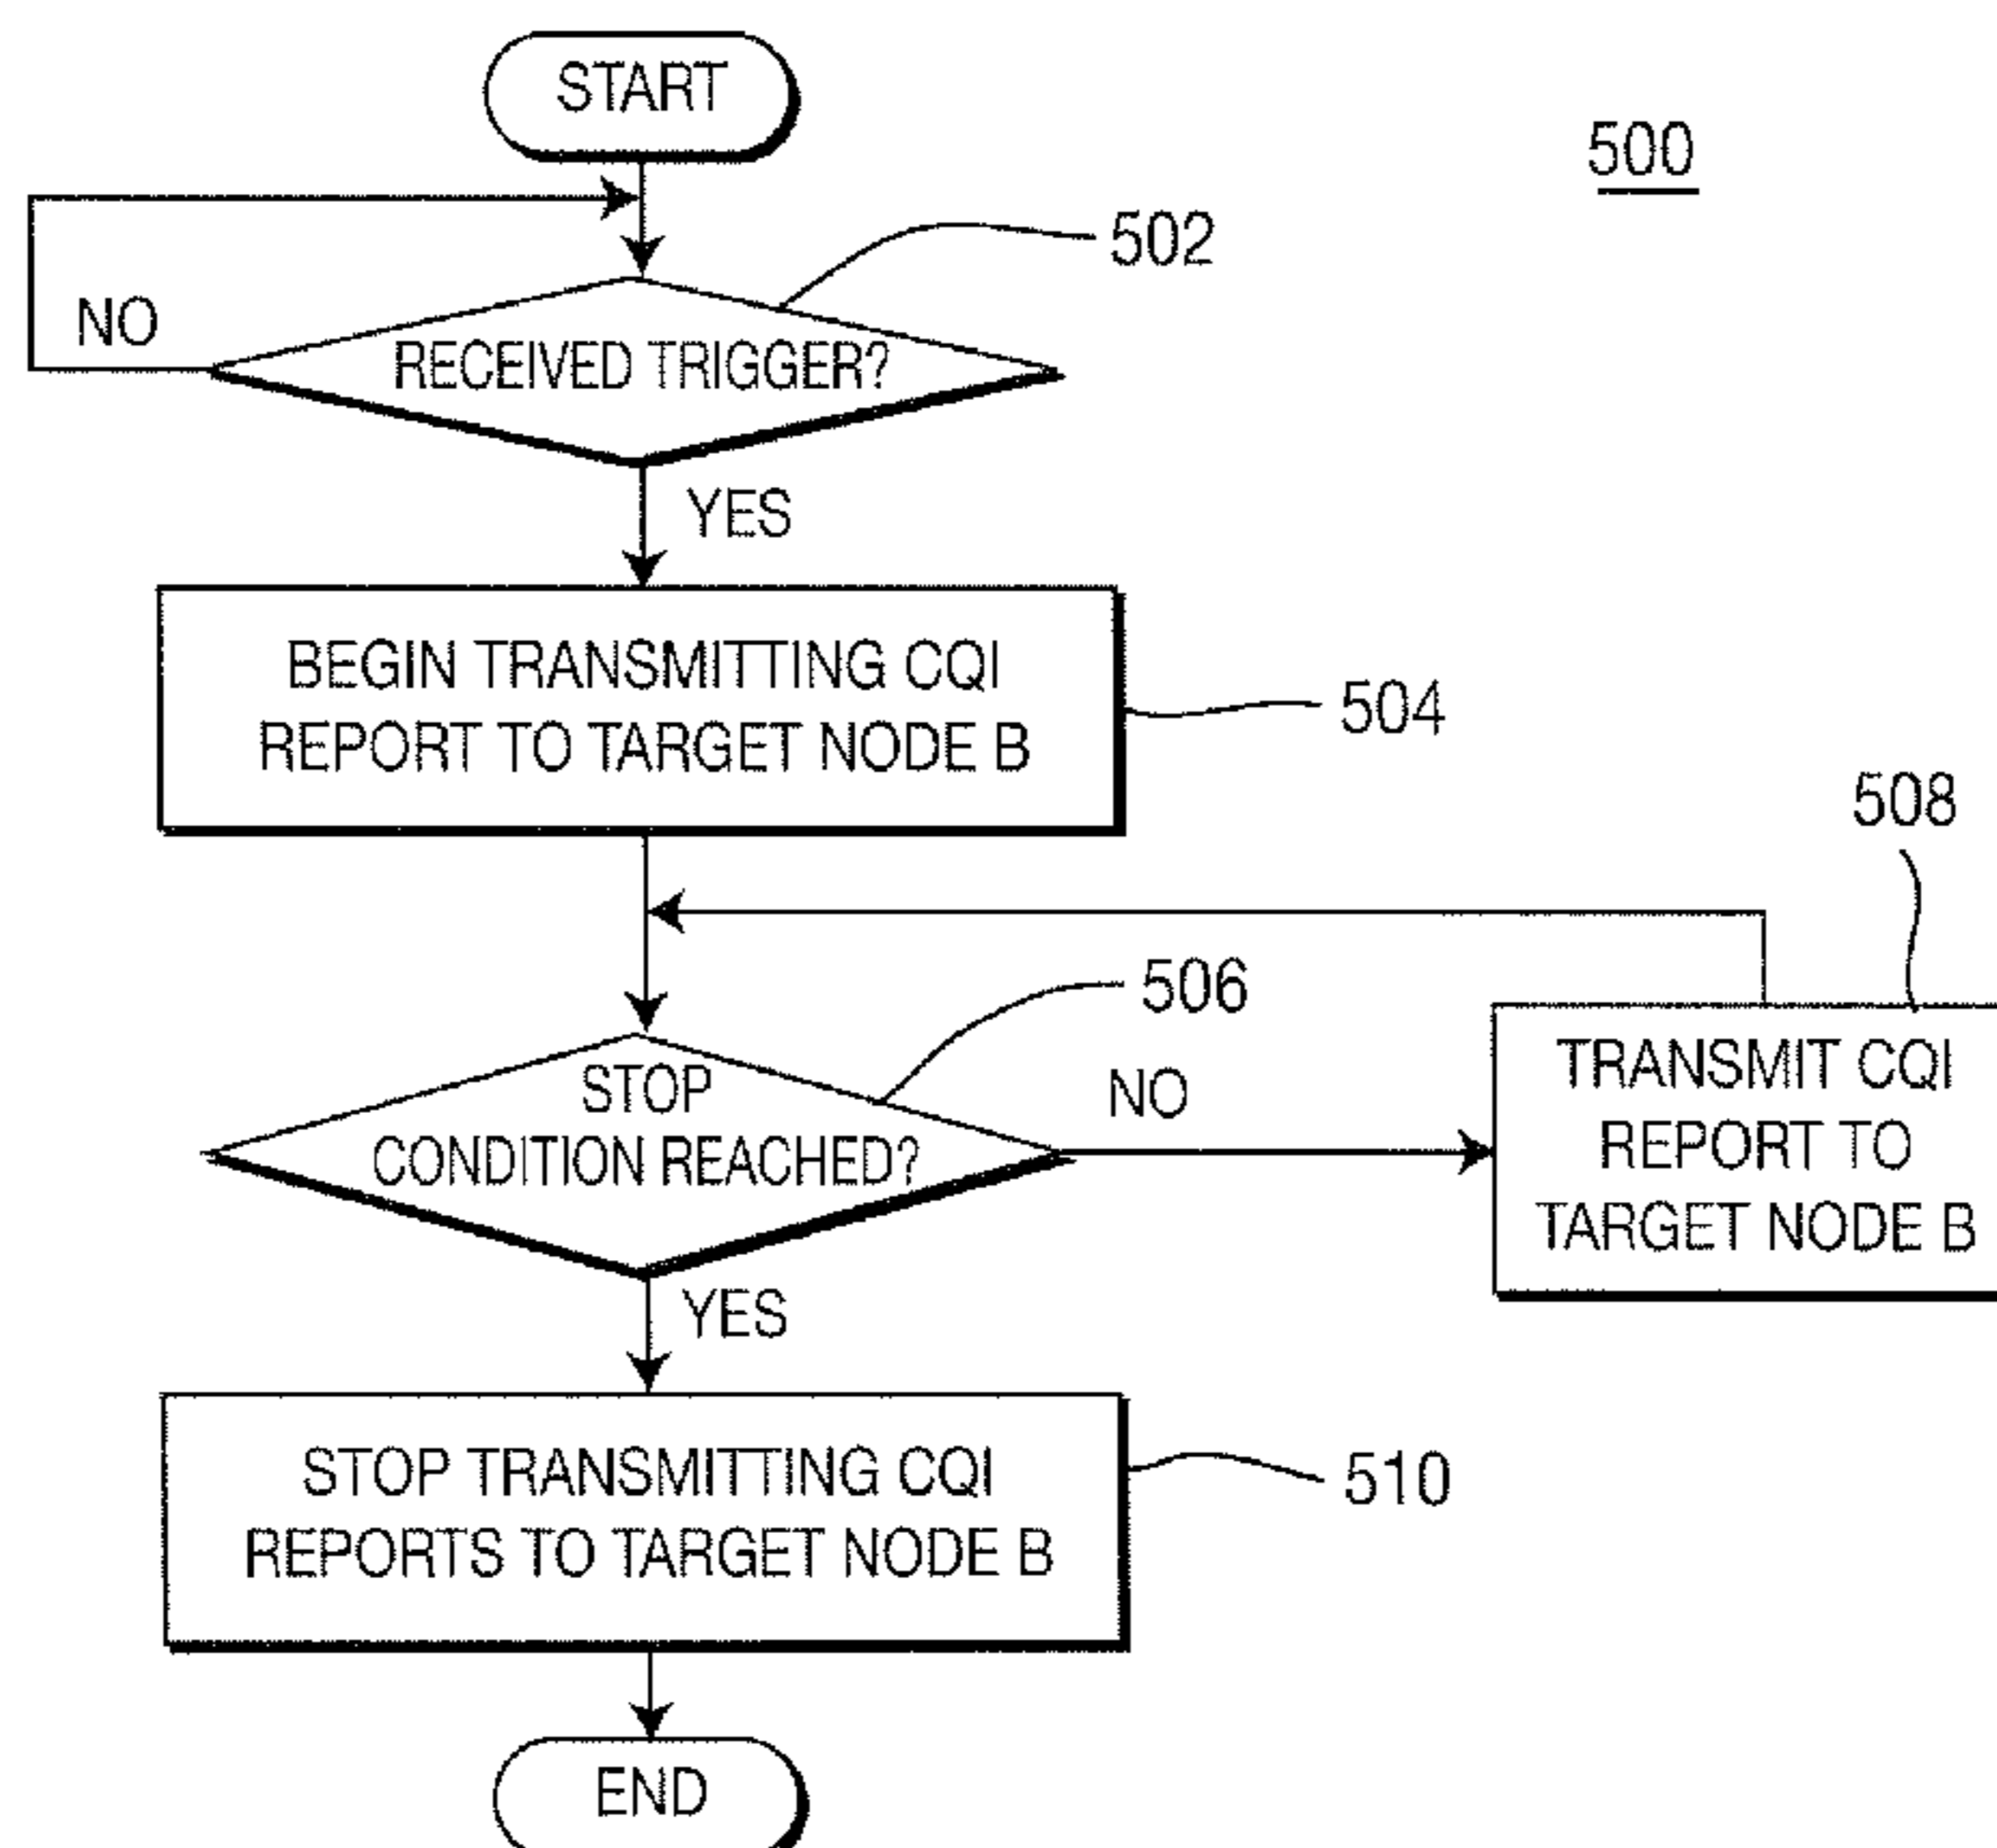 START
500
502
NO
RECEIVED TRIGGER?
YES
BEGIN TRANSMITTING CQI
REPORT TO TARGET NODE B
504
508
506
STOP
CONDITION REACHED?
NO
TRANSMIT CQI
REPORT TO
TARGET NODE B
YES
STOP TRANSMITTING CQI
REPORTS TO TARGET NODE B
510
END